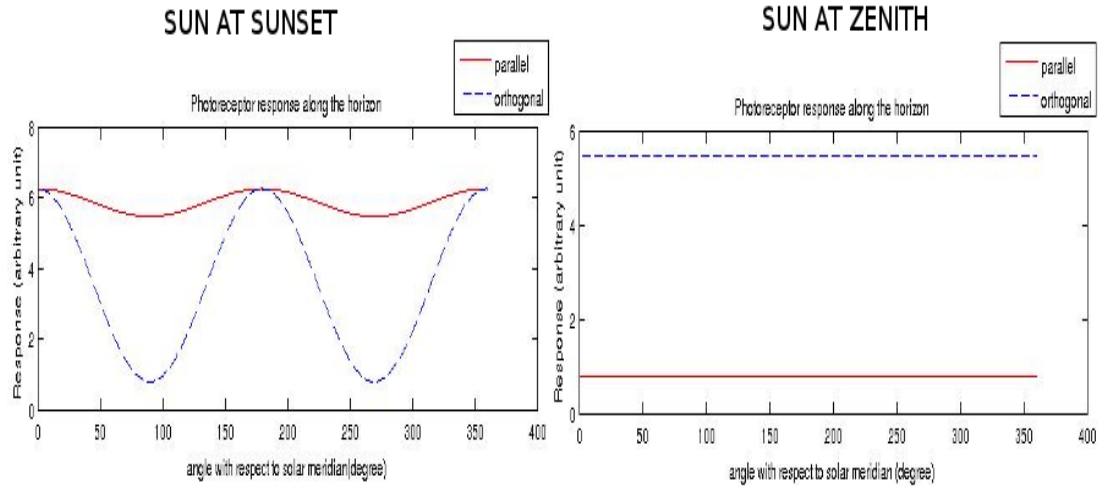 SUN AT SUNSET
parallel
orthogonal
Photoreceptor response along the horizon
Response (arbitrary unit)
8
6
4
2
0
0 50 100 150 200 250 300 350 400
angle with respect to solar meridian(degree)
SUN AT ZENITH
parallel
orthogonal
Photoreceptor response along the horizon
Response (arbitrary unit)
6
4
2
0
0 50 100 150 200 250 300 350 400
angle with respect to solar meridian (degree)